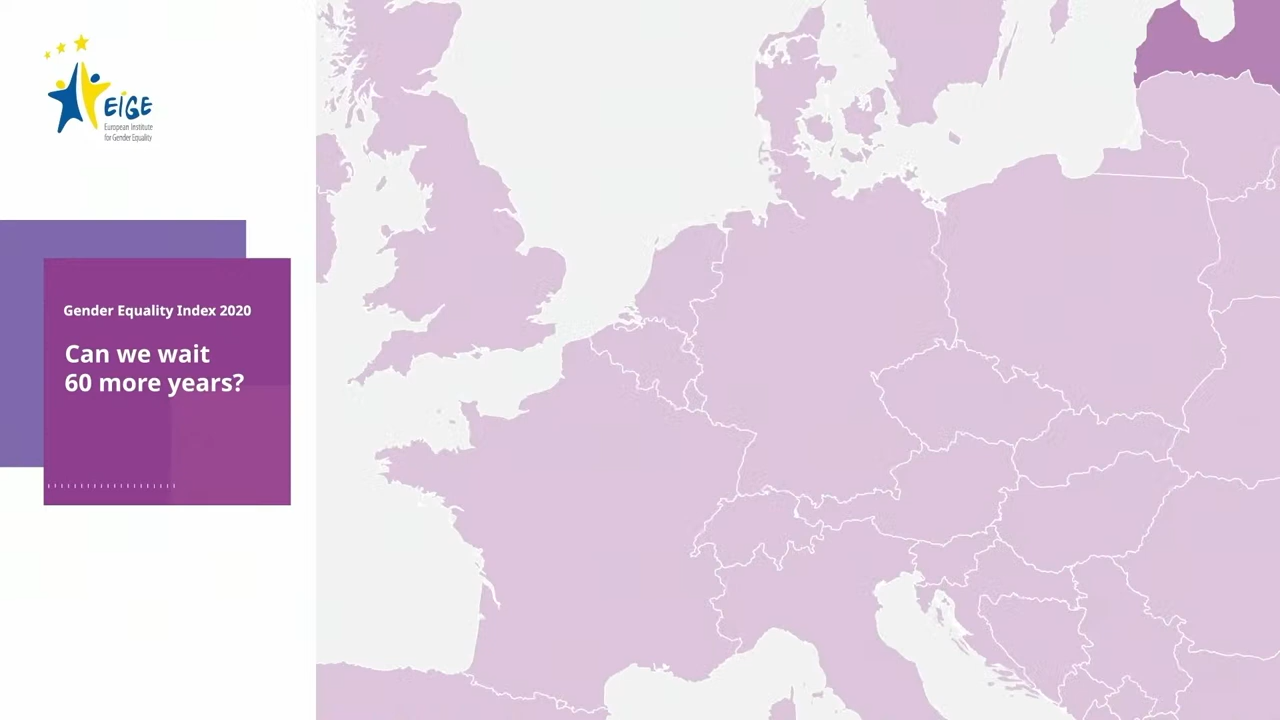 EIGE
European Institute
for Gender Equality
Gender Equality Index 2020
Can we wait
60 more years?